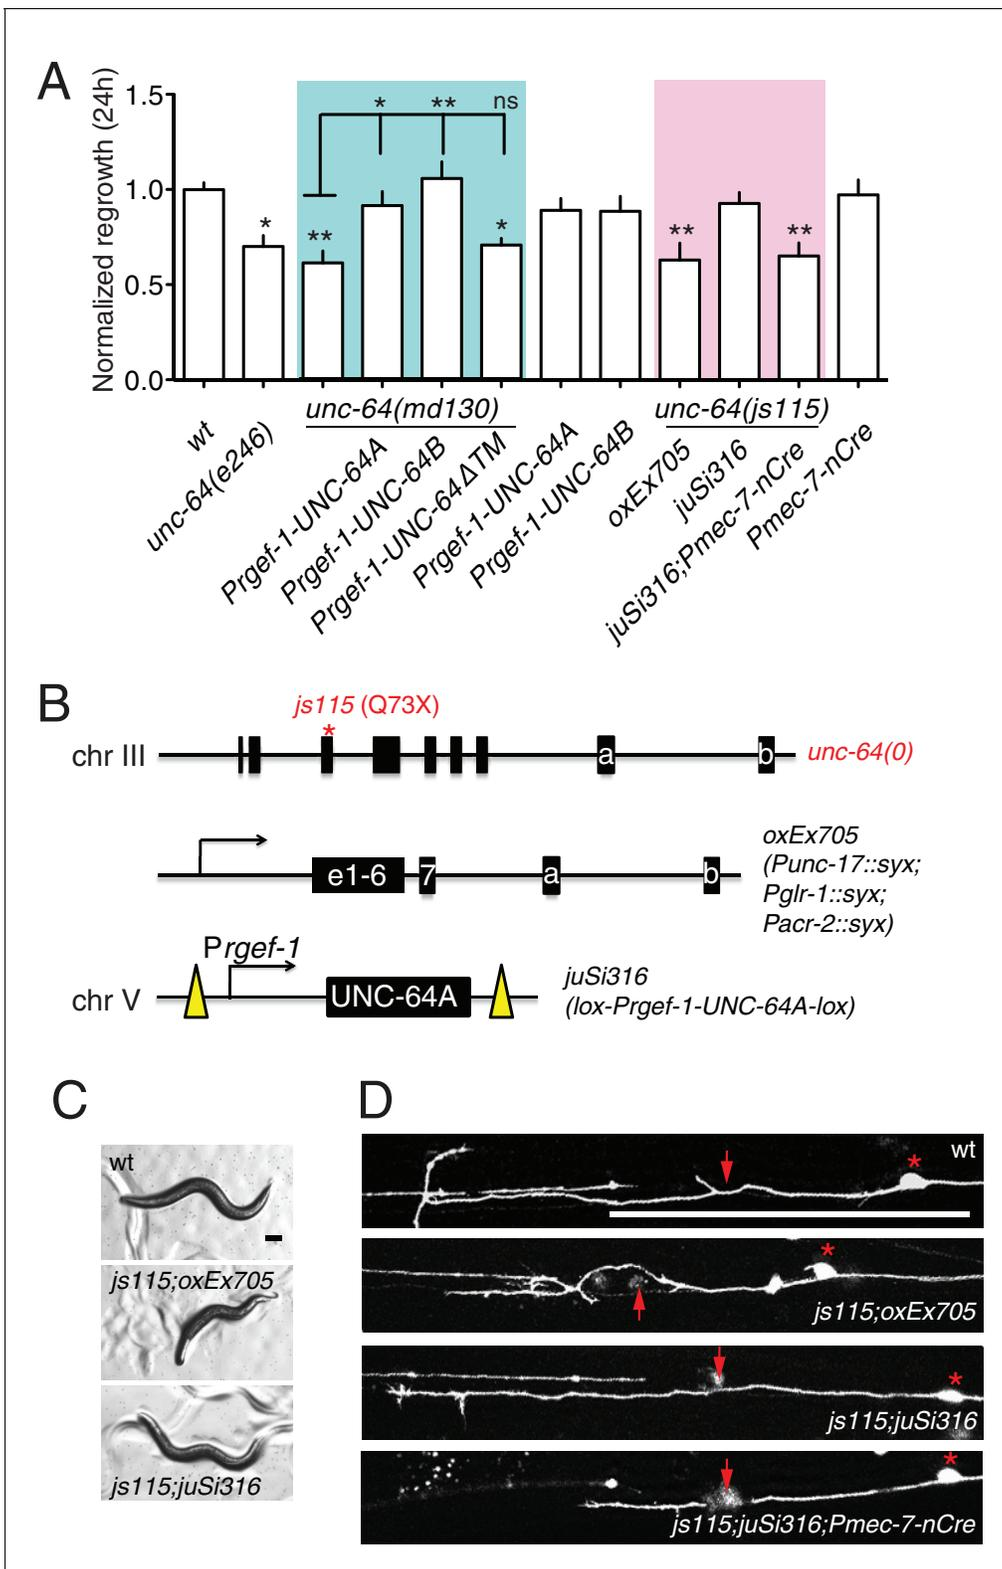 A
Normalized regrowth (24h)
1.5
1.0
0.5
0.0
* ** ns
*
**
*
** **
unc-64(md130)
unc-64(js115)
wt
unc-64(e246)
Prgef-1-UNC-64A
Prgef-1-UNC-64B
Prgef-1-UNC-64ΔTM
Prgef-1-UNC-64A
Prgef-1-UNC-64B
oxEx705
juSi316
juSi316;Pmec-7-nCre
Pmec-7-nCre
B
js115 (Q73X)
*
chr III
a
b
unc-64(0)
e1-6
7
a
b
oxEx705
(Punc-17::syx;
Pglr-1::syx;
Pacr-2::syx)
Prgef-1
chr V
UNC-64A
juSi316
(lox-Prgef-1-UNC-64A-lox)
C
wt
js115;oxEx705
js115;juSi316
D
wt
*
*
js115;oxEx705
*
js115;juSi316
*
js115;juSi316;Pmec-7-nCre